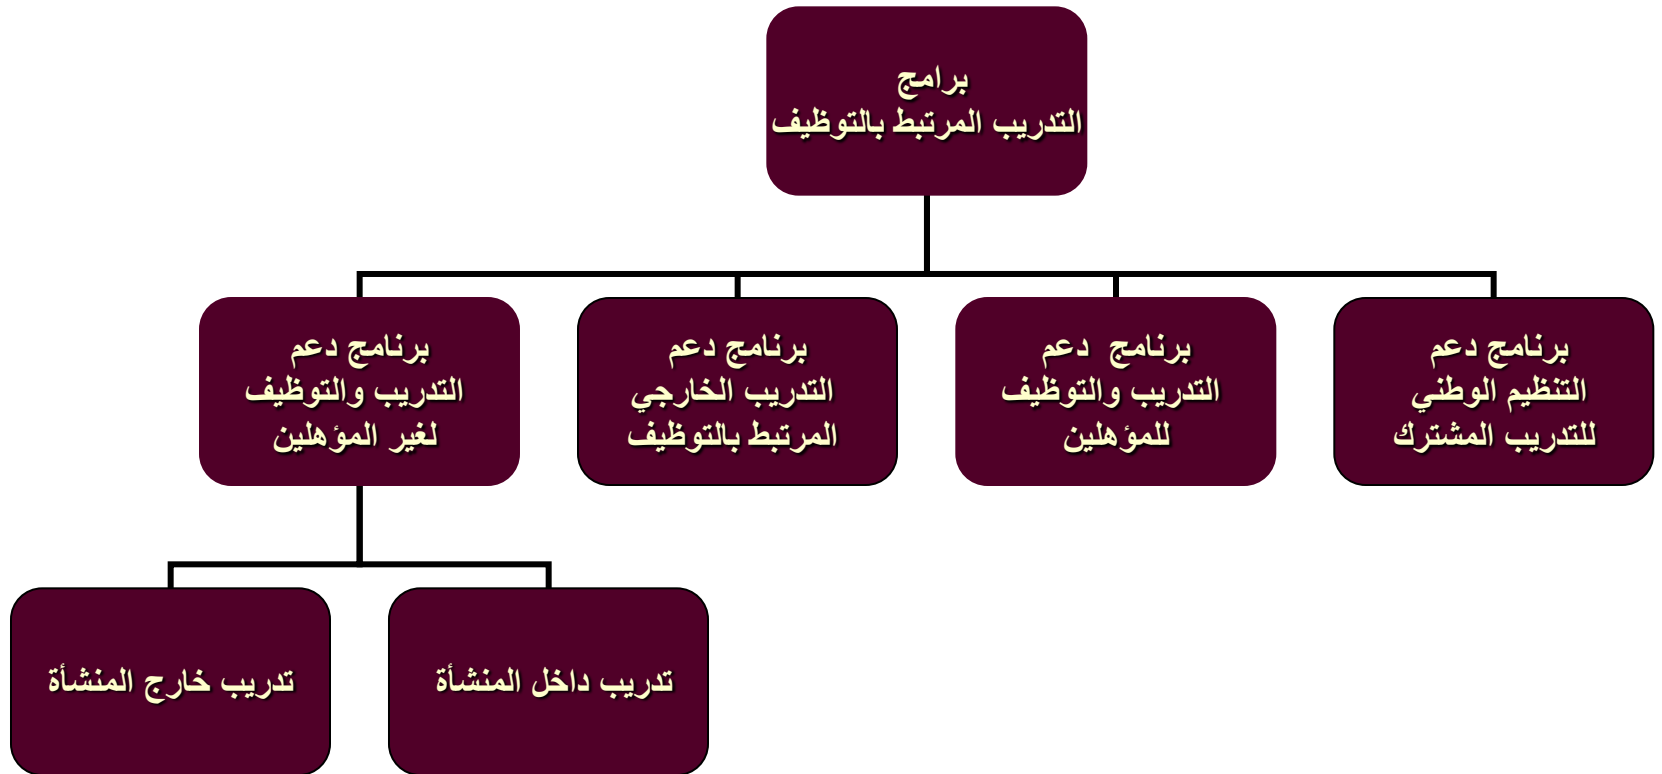 برامج
التدريب المرتبط بالتوظيف
برنامج دعم
التنظيم الوطني
للتدريب المشترك
برنامج دعم
التدريب والتوظيف
للمؤهلين
برنامج دعم
التدريب الخارجي
المرتبط بالتوظيف
برنامج دعم
التدريب والتوظيف
لغير المؤهلين
تدريب داخل المنشأة
تدريب خارج المنشأة